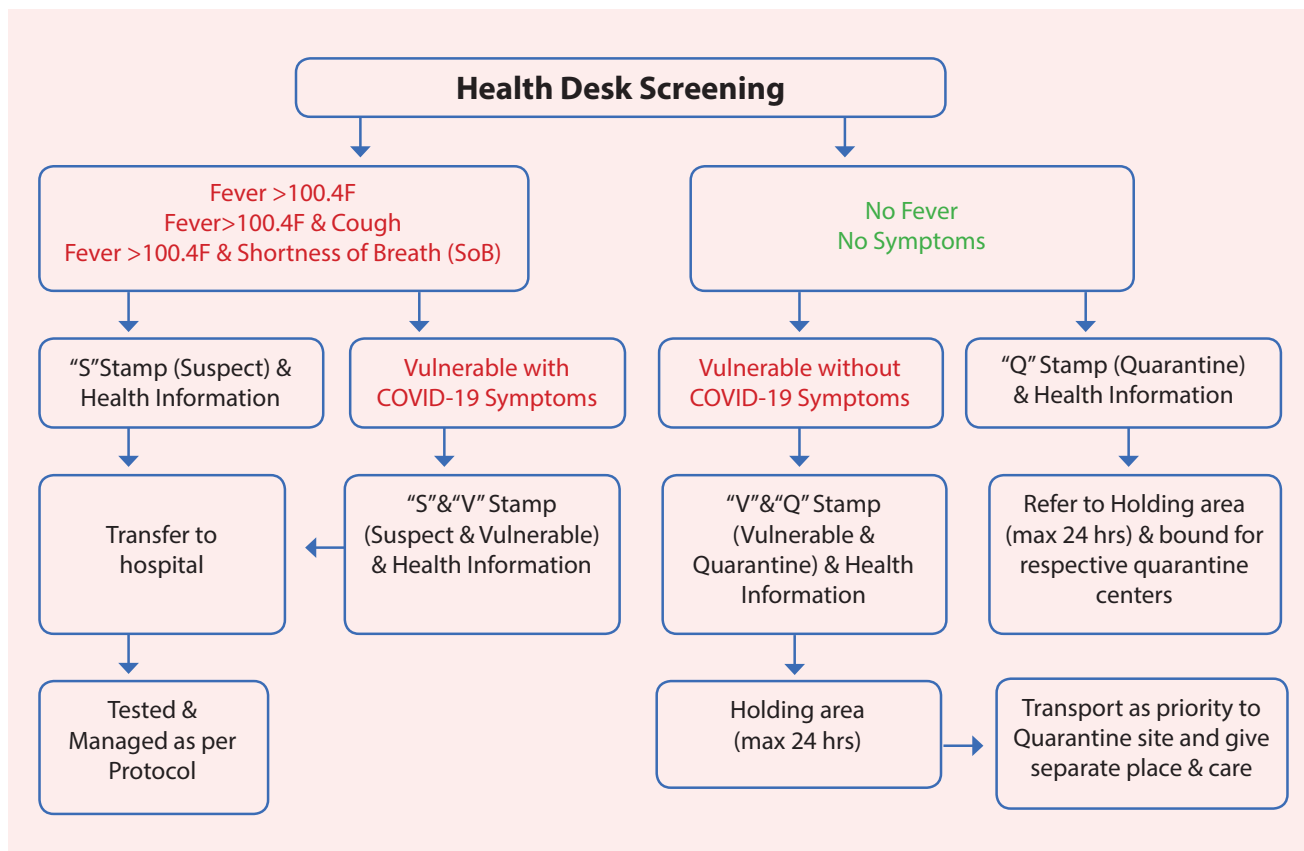 Health Desk Screening
Fever >100.4F
Fever>100.4F & Cough
Fever >100.4F & Shortness of Breath (SoB)
No Fever
No Symptoms
“S”Stamp (Suspect) &
Health Information
Vulnerable with
COVID-19 Symptoms
Vulnerable without
COVID-19 Symptoms
“Q” Stamp (Quarantine)
& Health Information
Transfer to
hospital
“S”&“V” Stamp
(Suspect & Vulnerable)
& Health Information
“V”&“Q” Stamp
(Vulnerable &
Quarantine) & Health
Information
Refer to Holding area
(max 24 hrs) & bound for
respective quarantine
centers
Tested &
Managed as per
Protocol
Holding area
(max 24 hrs)
Transport as priority to
Quarantine site and give
separate place & care